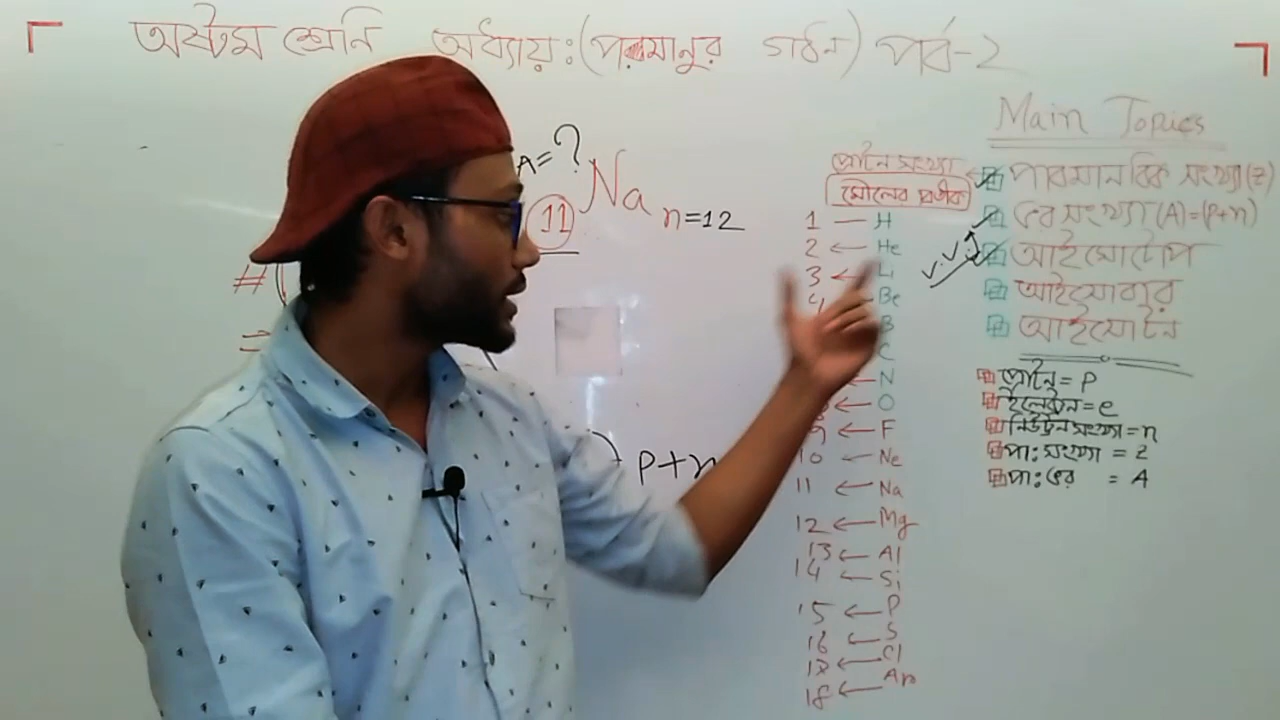 অষ্টম শ্রেনি অধ্যায়:(পরমানুর গঠন) পর্ব-২
Main Topics
পারমানবিক সংখ্যা(z)
ভর সংখ্যা(A)=(p+n)
আইসোটোপ
আইসোবার
আইসোটন
প্রোটন = P
ইলেকট্রন = e
নিউট্রন সংখ্যা = n
পা: সংখ্যা = z
পা: ভর = A
A=?
11 Na n=12
#(
p+n
প্রোটন সংখ্যা
মৌলের প্রতীক
1 — H
2 ← He
3 ← Li
4 Be
B
C
N
← O
9 ← F
10 ← Ne
11 ← Na
12 ← Mg
13 ← Al
14 ← Si
15 ← P
16 ← S
17 ← Cl
18 ← Ar